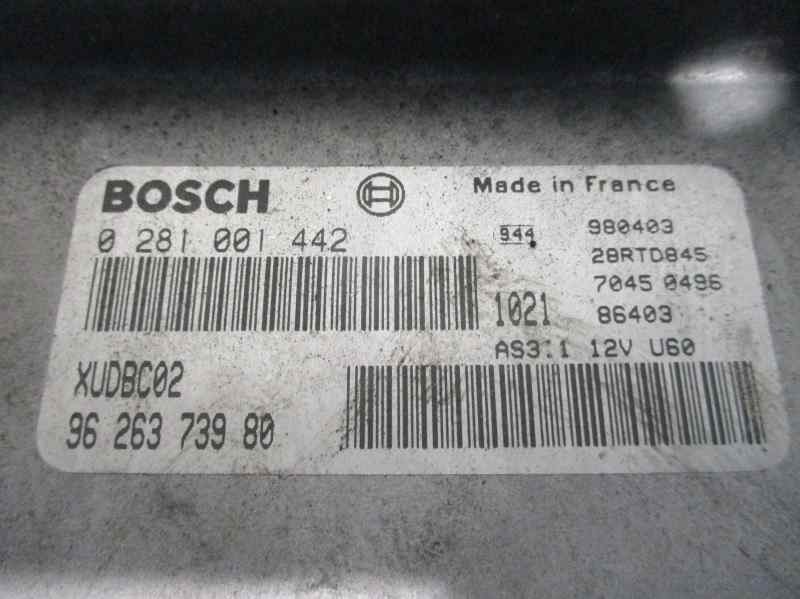 BOSCH Made in France
0 281 001 442
944 980403
28RTD845
7045 0496
1021 86403
AS3.1 12V U60
XUDBC02
96 263 739 80